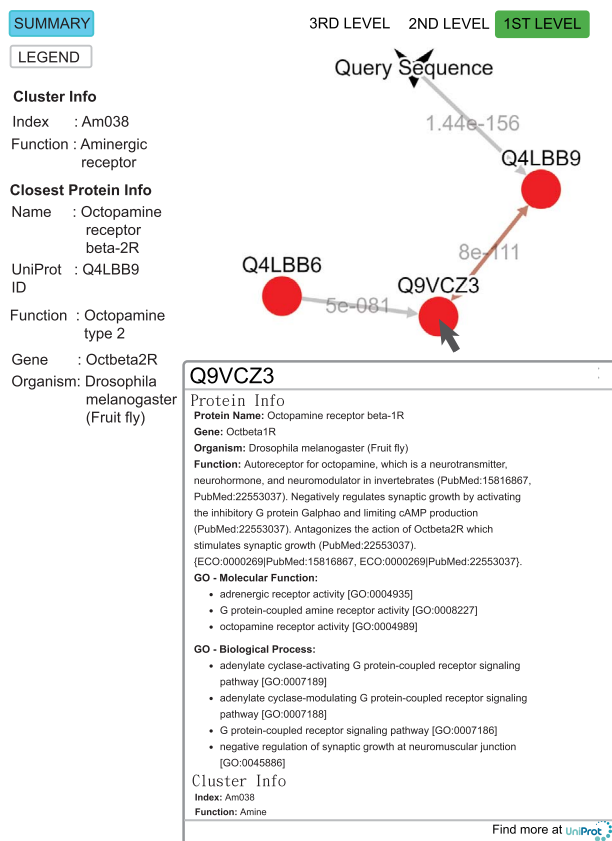 SUMMARY
3RD LEVEL 2ND LEVEL 1ST LEVEL
LEGEND
Query Sequence
1.44e-156
Q4LBB9
8e-111
Q4LBB6
Q9VCZ3
5e-081
Cluster Info
Index : Am038
Function : Aminergic
receptor
Closest Protein Info
Name : Octopamine
receptor
beta-2R
UniProt : Q4LBB9
ID
Function : Octopamine
type 2
Gene : Octbeta2R
Organism: Drosophila
melanogaster
(Fruit fly)
Q9VCZ3
Protein Info
Protein Name: Octopamine receptor beta-1R
Gene: Octbeta1R
Organism: Drosophila melanogaster (Fruit fly)
Function: Autoreceptor for octopamine, which is a neurotransmitter,
neurohormone, and neuromodulator in invertebrates (PubMed:15816867,
PubMed:22553037). Negatively regulates synaptic growth by activating
the inhibitory G protein Galphao and limiting cAMP production
(PubMed:22553037). Antagonizes the action of Octbeta2R which
stimulates synaptic growth (PubMed:22553037).
{ECO:0000269|PubMed:15816867, ECO:0000269|PubMed:22553037}.
GO - Molecular Function:
• adrenergic receptor activity [GO:0004935]
• G protein-coupled amine receptor activity [GO:0008227]
• octopamine receptor activity [GO:0004989]
GO - Biological Process:
• adenylate cyclase-activating G protein-coupled receptor signaling
pathway [GO:0007189]
• adenylate cyclase-modulating G protein-coupled receptor signaling
pathway [GO:0007188]
• G protein-coupled receptor signaling pathway [GO:0007186]
• negative regulation of synaptic growth at neuromuscular junction
[GO:0045886]
Cluster Info
Index: Am038
Function: Amine
Find more at UniProt